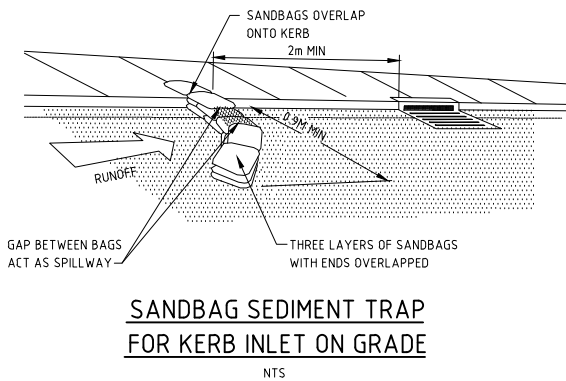 SANDBAGS OVERLAP
ONTO KERB
2m MIN
0.9M MIN.
RUNOFF
GAP BETWEEN BAGS
ACT AS SPILLWAY
THREE LAYERS OF SANDBAGS
WITH ENDS OVERLAPPED
SANDBAG SEDIMENT TRAP
FOR KERB INLET ON GRADE
NTS